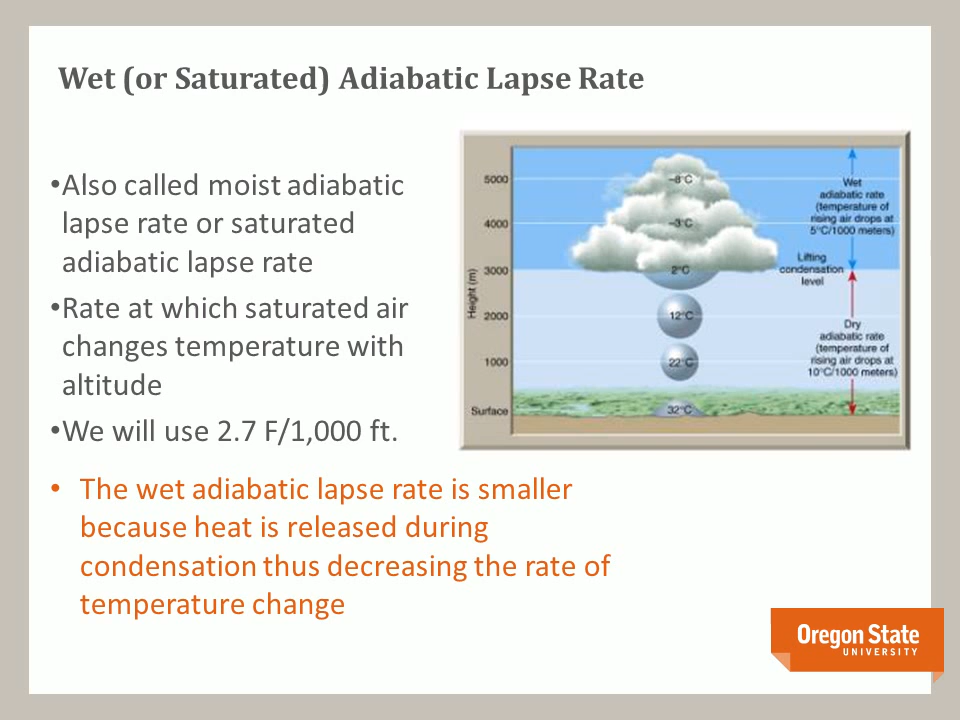 Wet (or Saturated) Adiabatic Lapse Rate
•Also called moist adiabatic
lapse rate or saturated
adiabatic lapse rate
•Rate at which saturated air
changes temperature with
altitude
•We will use 2.7 F/1,000 ft.
• The wet adiabatic lapse rate is smaller
because heat is released during
condensation thus decreasing the rate of
temperature change
Height (m)
5000
4000
3000
2000
1000
Surface
–8°C
–3°C
2°C
12°C
22°C
32°C
Wet
adiabatic rate
(temperature of
rising air drops at
5°C/1000 meters)
Lifting
condensation
level
Dry
adiabatic rate
(temperature of
rising air drops at
10°C/1000 meters)
Oregon State
UNIVERSITY